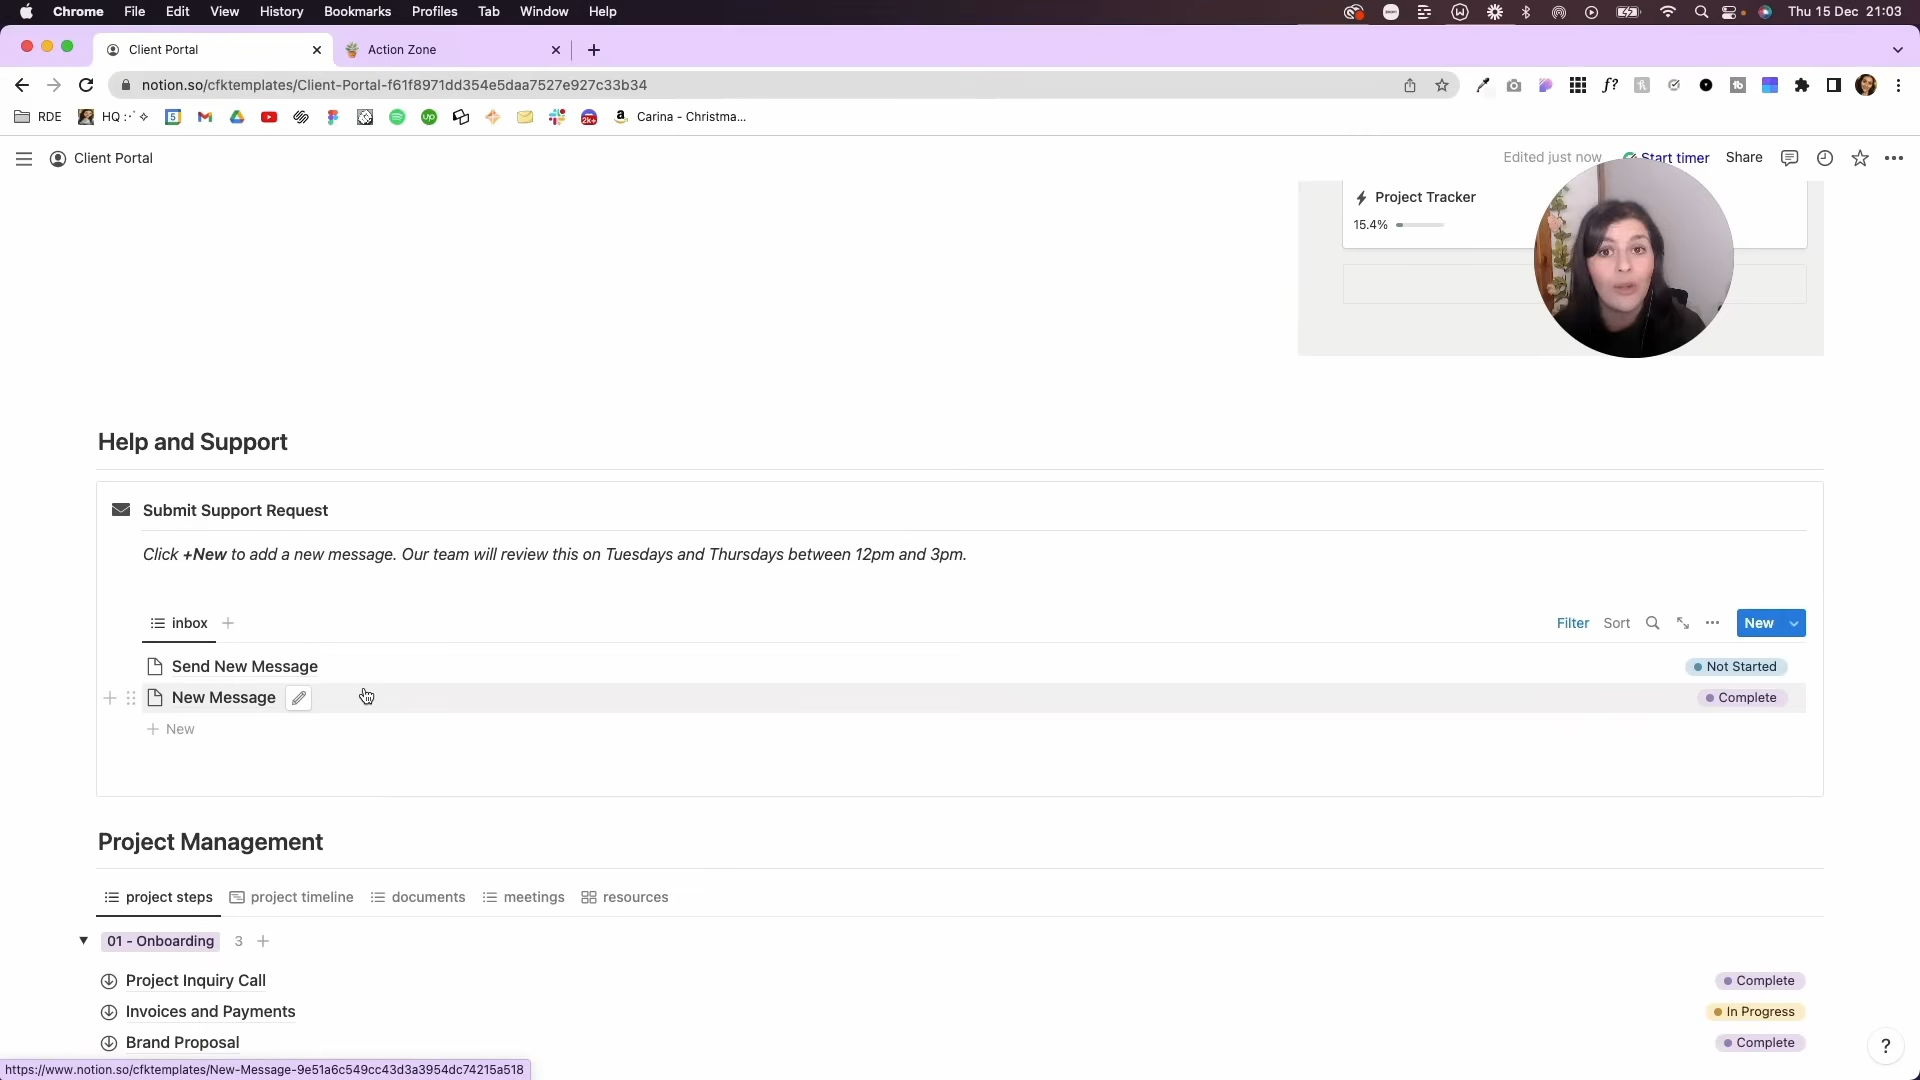 Chrome File Edit View History Bookmarks Profiles Tab Window Help Thu 15 Dec 21:03
Client Portal Action Zone
notion.so/cfktemplates/Client-Portal-f61f8971dd354e5daa7527e927c33b34
RDE HQ Carina - Christma...
Client Portal Edited just now Start timer Share
Project Tracker
15.4%
Help and Support
Submit Support Request
Click +New to add a new message. Our team will review this on Tuesdays and Thursdays between 12pm and 3pm.
inbox Filter Sort New
Send New Message Not Started
New Message Complete
New
Project Management
project steps project timeline documents meetings resources
01 - Onboarding 3
Project Inquiry Call Complete
Invoices and Payments In Progress
Brand Proposal Complete
https://www.notion.so/cfktemplates/New-Message-9e51a6c549cc43d3a3954dc74215a518